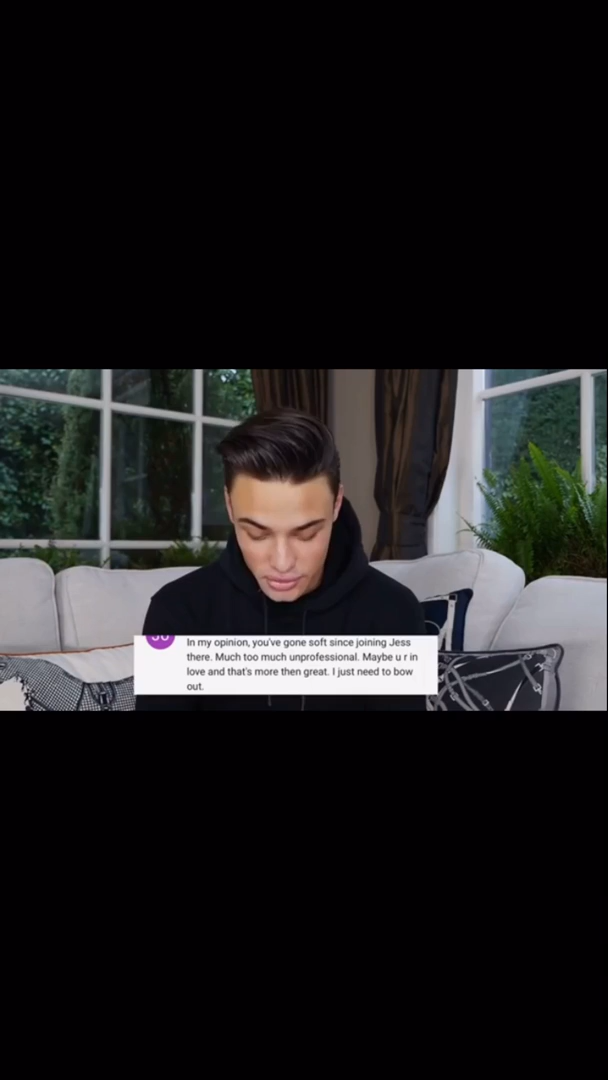 In my opinion, you've gone soft since joining Jess
there. Much too much unprofessional. Maybe u r in
love and that's more then great. I just need to bow
out.